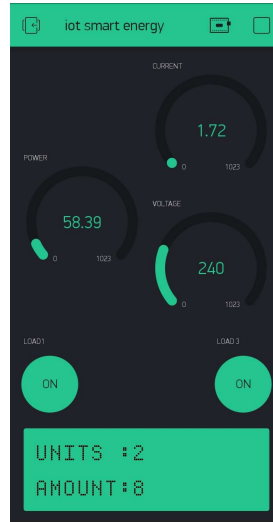 iot smart energy
CURRENT
1.72
0 1023
POWER
58.39
0 1023
VOLTAGE
240
0 1023
LOAD1 LOAD 3
ON ON
UNITS :2
AMOUNT:8